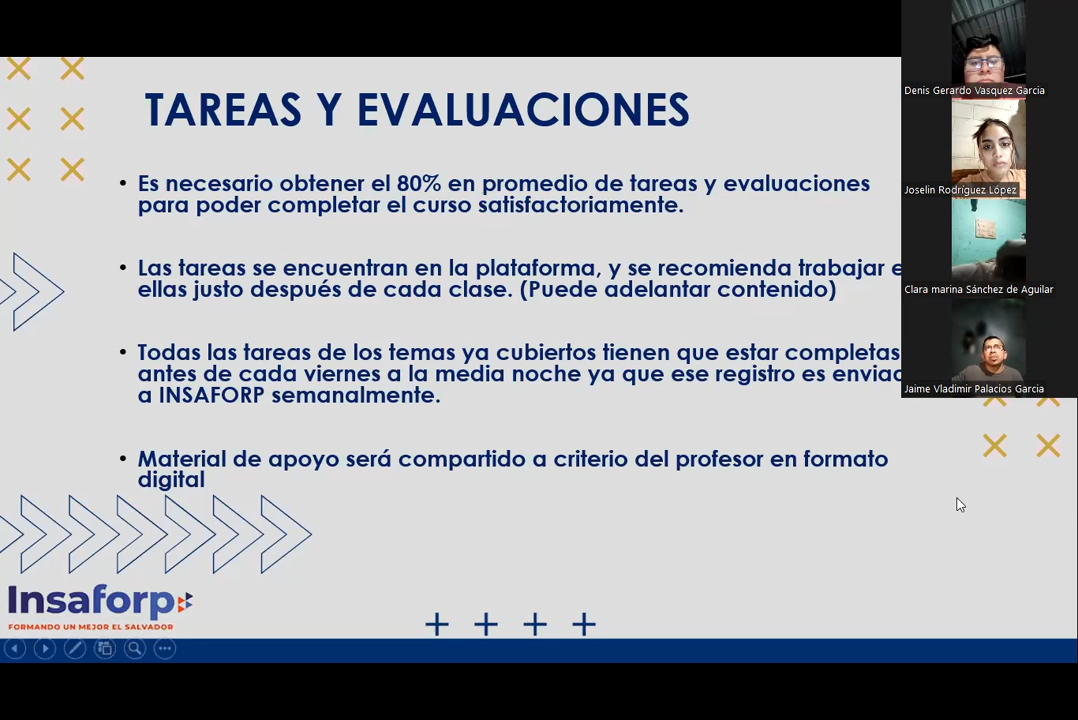 TAREAS Y EVALUACIONES
• Es necesario obtener el 80% en promedio de tareas y evaluaciones
para poder completar el curso satisfactoriamente.
• Las tareas se encuentran en la plataforma, y se recomienda trabajar e
ellas justo después de cada clase. (Puede adelantar contenido)
• Todas las tareas de los temas ya cubiertos tienen que estar completas
antes de cada viernes a la media noche ya que ese registro es enviad
a INSAFORP semanalmente.
• Material de apoyo será compartido a criterio del profesor en formato
digital
Insaforp
FORMANDO UN MEJOR EL SALVADOR
Denis Gerardo Vasquez Garcia
Joselin Rodríguez López
Clara marina Sánchez de Aguilar
Jaime Vladimir Palacios Garcia